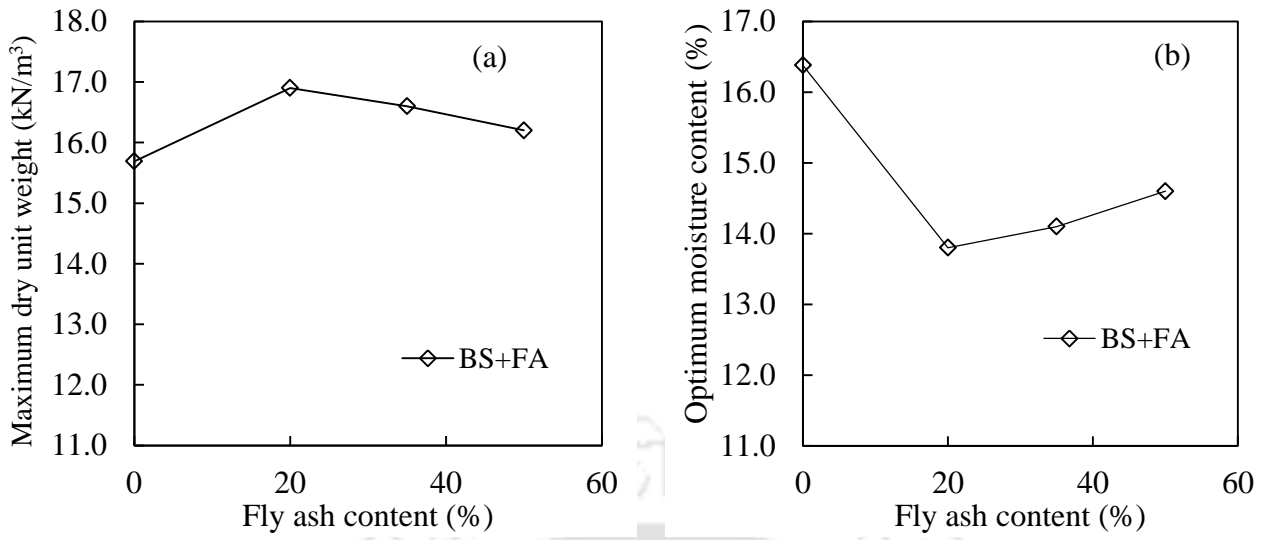 Maximum dry unit weight (kN/m³)
18.0
17.0
16.0
15.0
14.0
13.0
12.0
11.0
(a)
BS+FA
0 20 40 60
Fly ash content (%)
Optimum moisture content (%)
17.0
16.0
15.0
14.0
13.0
12.0
11.0
(b)
BS+FA
0 20 40 60
Fly ash content (%)